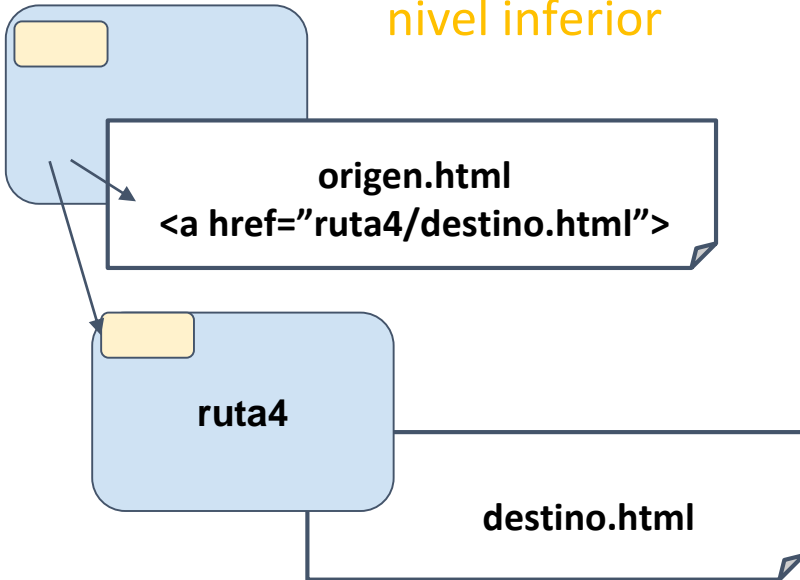 nivel inferior
origen.html
<a href=”ruta4/destino.html”>
ruta4
destino.html